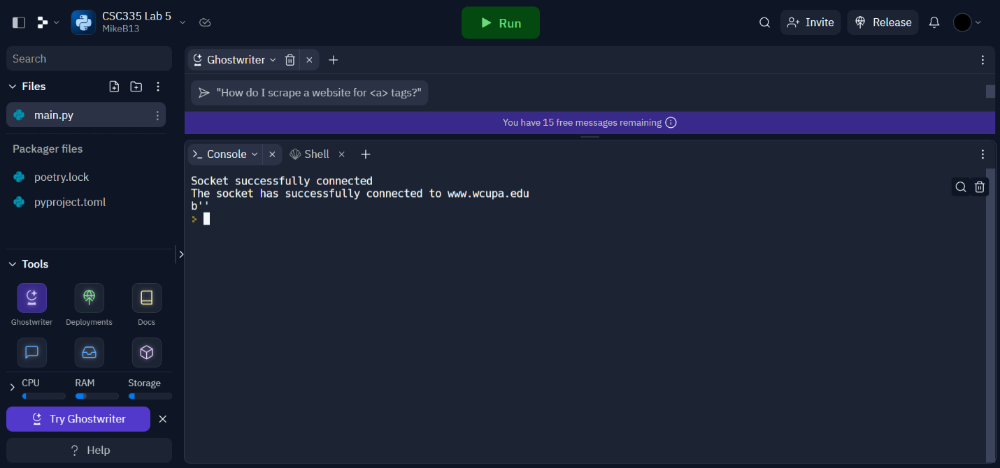 CSC335 Lab 5
MikeB13
Run
Invite
Release
Search
Files
main.py
Packager files
poetry.lock
pyproject.toml
Tools
Ghostwriter
Deployments
Docs
CPU
RAM
Storage
Try Ghostwriter
? Help
Ghostwriter
"How do I scrape a website for <a> tags?"
You have 15 free messages remaining
>_ Console
Shell
Socket successfully connected
The socket has successfully connected to www.wcupa.edu
b''